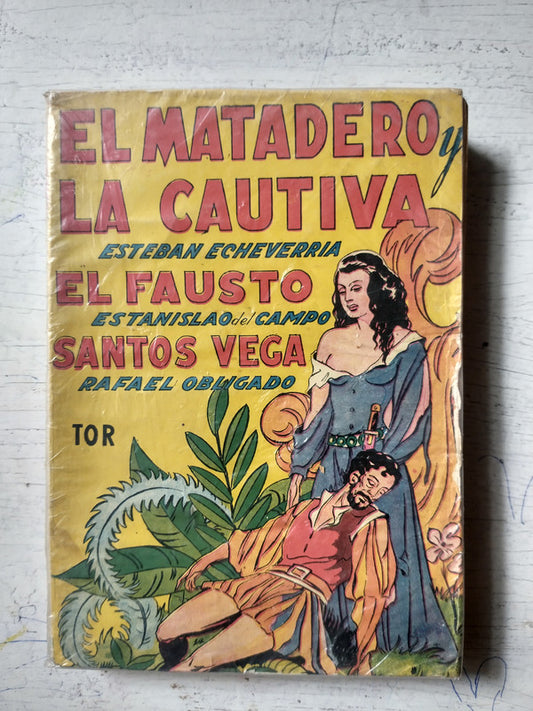 EL MATADERO y
LA CAUTIVA
ESTEBAN ECHEVERRIA
EL FAUSTO
ESTANISLAO del CAMPO
SANTOS VEGA
RAFAEL OBLIGADO
TOR